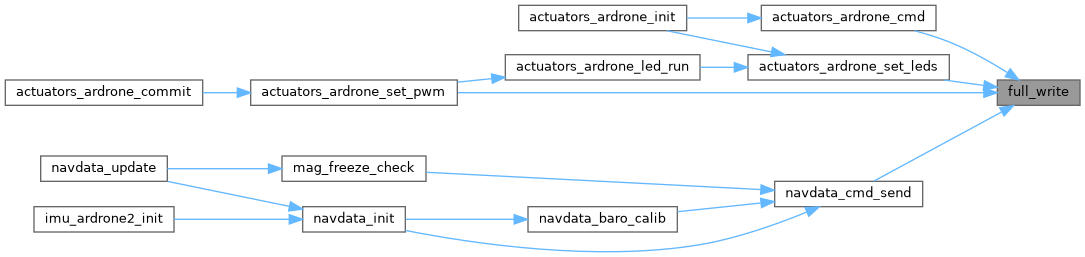 actuators_ardrone_init
actuators_ardrone_cmd
actuators_ardrone_led_run
actuators_ardrone_set_leds
actuators_ardrone_commit
actuators_ardrone_set_pwm
full_write
navdata_update
mag_freeze_check
navdata_cmd_send
imu_ardrone2_init
navdata_init
navdata_baro_calib